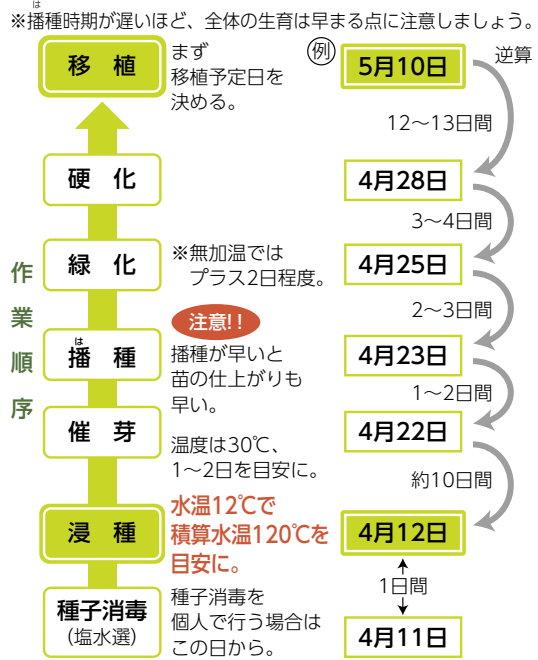 は
※播種時期が遅いほど、全体の生育は早まる点に注意しましょう。
移 植
まず
移植予定日を
決める。
例
5月10日
逆算
12〜13日間
硬 化
4月28日
3〜4日間
緑 化
※無加温では
プラス2日程度。
4月25日
2〜3日間
作業順序
は
播 種
注意!!
播種が早いと
苗の仕上がりも
早い。
4月23日
1〜2日間
催 芽
温度は30℃、
1〜2日を目安に。
4月22日
約10日間
浸 種
水温12℃で
積算水温120℃を
目安に。
4月12日
1日間
種子消毒
(塩水選)
種子消毒を
個人で行う場合は
この日から。
4月11日